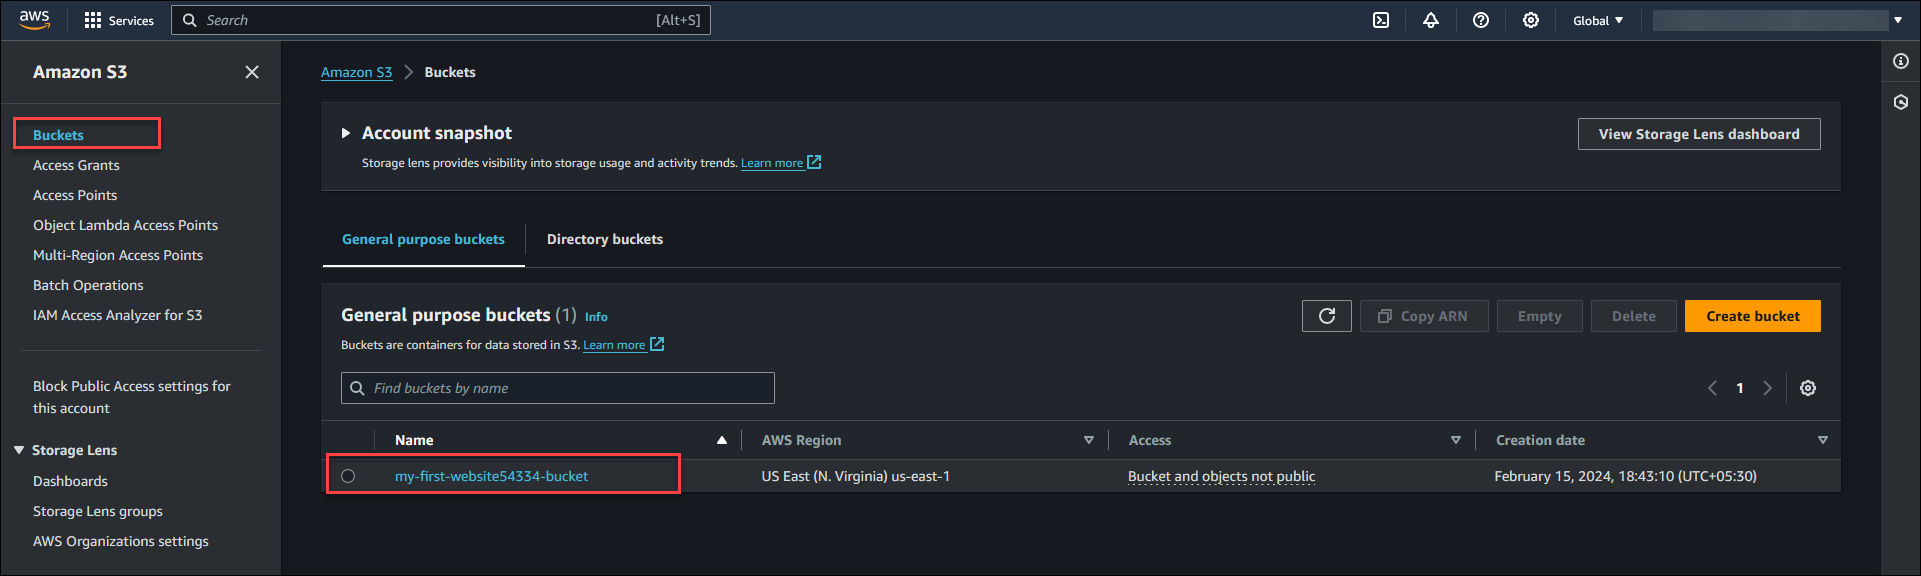 aws Services Search [Alt+S] Global
Amazon S3
Buckets
Access Grants
Access Points
Object Lambda Access Points
Multi-Region Access Points
Batch Operations
IAM Access Analyzer for S3
Block Public Access settings for
this account
Storage Lens
Dashboards
Storage Lens groups
AWS Organizations settings
Amazon S3 Buckets
Account snapshot
View Storage Lens dashboard
Storage lens provides visibility into storage usage and activity trends. Learn more
General purpose buckets Directory buckets
General purpose buckets (1) Info
Copy ARN Empty Delete Create bucket
Buckets are containers for data stored in S3. Learn more
Find buckets by name
1
Name AWS Region Access Creation date
my-first-website54334-bucket US East (N. Virginia) us-east-1 Bucket and objects not public February 15, 2024, 18:43:10 (UTC+05:30)